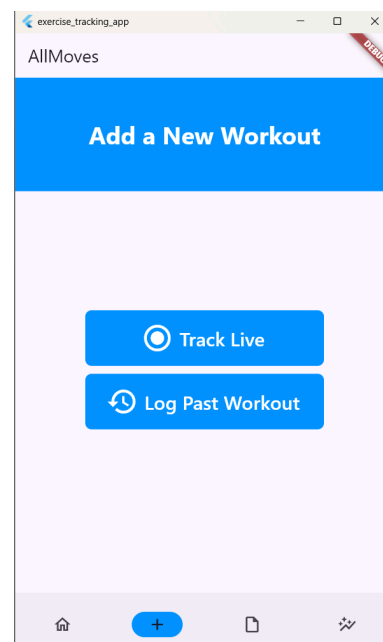 exercise_tracking_app
AllMoves
DEBUG
Add a New Workout
Track Live
Log Past Workout